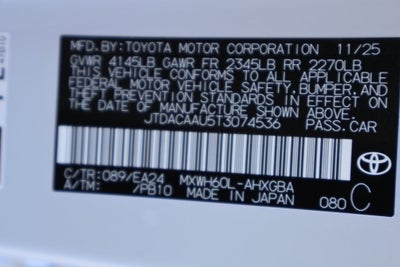 MFD. BY: TOYOTA MOTOR CORPORATION 11/25
GVWR 4145LB GAWR FR 2345LB RR 2270LB
THIS VEHICLE CONFORMS TO ALL APPLICABLE
FEDERAL MOTOR VEHICLE SAFETY, BUMPER, AND
THEFT PREVENTION STANDARDS IN EFFECT ON
THE DATE OF MANUFACTURE SHOWN ABOVE.
JTDACAAU5T3074536 PASS.CAR
C/TR: 089/EA24 MXWH60L-AHXGBA
A/TM: /PB10 MADE IN JAPAN 080 C